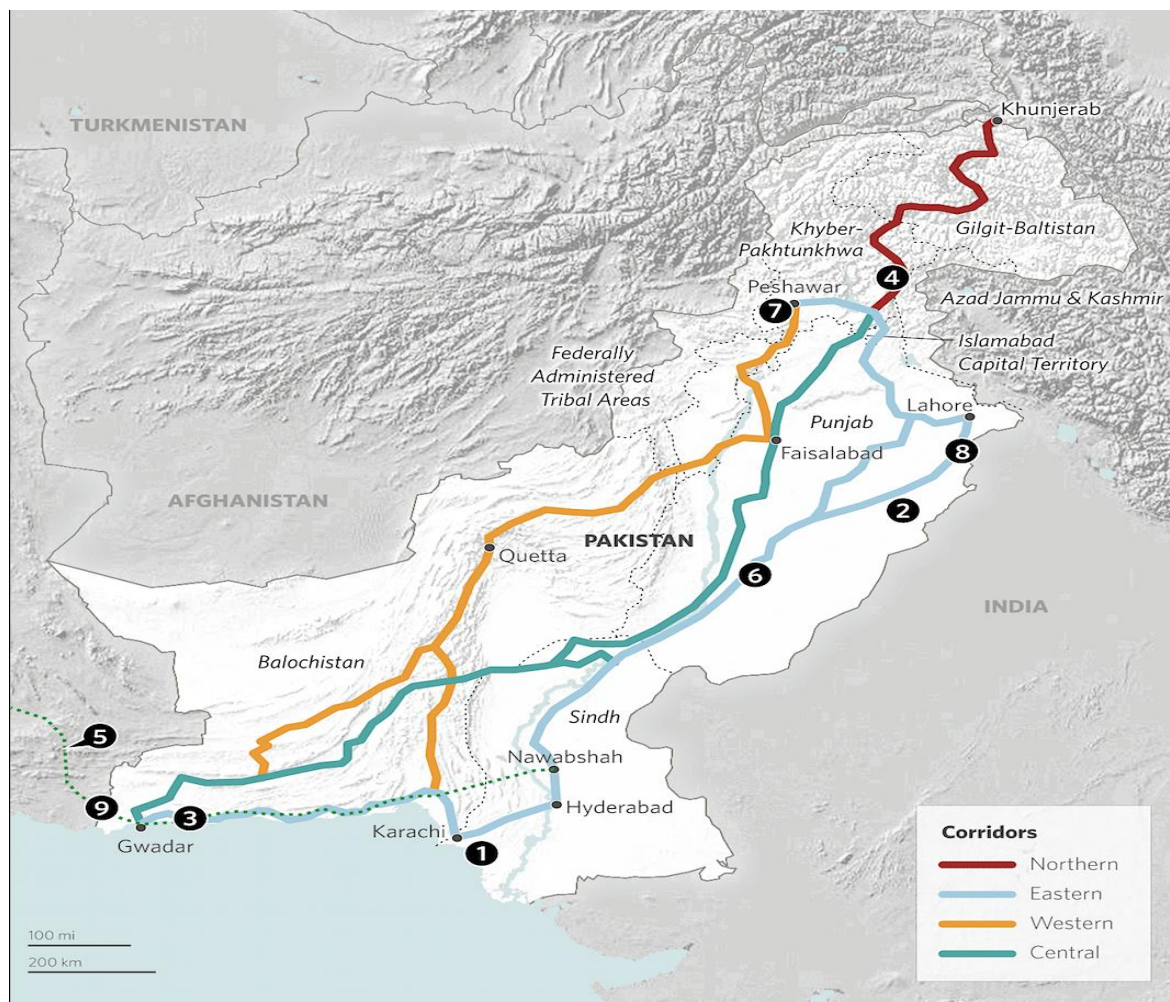 Khunjerab
TURKMENISTAN
Khyber-
Pakhtunkhwa
Gilgit-Baltistan
4
Peshawar
7
Azad Jammu & Kashmir
Islamabad
Capital Territory
Federally
Administered
Tribal Areas
Lahore
Punjab
Faisalabad
8
AFGHANISTAN
2
PAKISTAN
Quetta
6
INDIA
Balochistan
Sindh
5
Nawabshah
9
3
Hyderabad
Gwadar
Karachi
1
Corridors
Northern
Eastern
Western
Central
100 mi
200 km